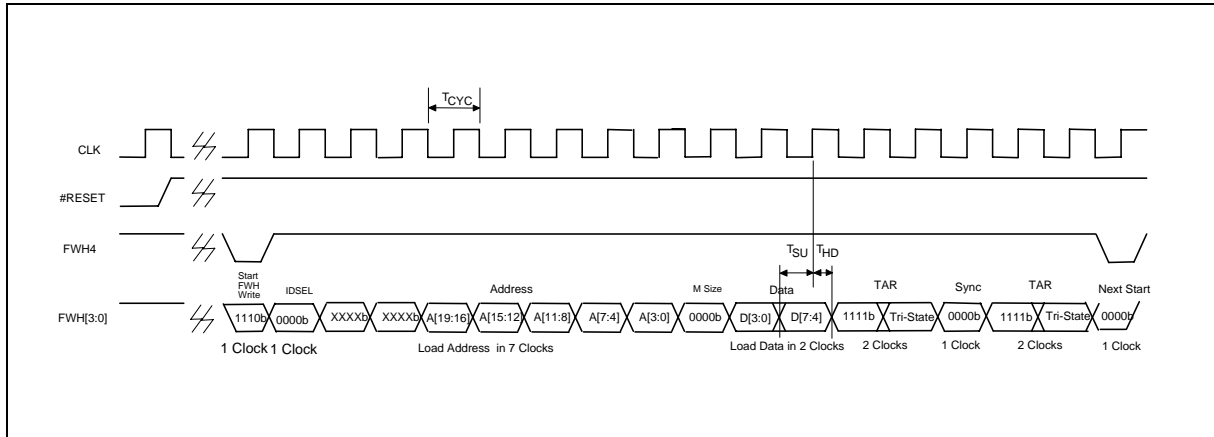 TCYC
CLK
#RESET
FWH4
TSU THD
Start
FWH
Write
IDSEL
Address
M Size
Data
TAR
Sync
TAR
Next Start
FWH[3:0]
1110b 0000b XXXXb XXXXb A[19:16] A[15:12] A[11:8] A[7:4] A[3:0] 0000b D[3:0] D[7:4] 1111b Tri-State 0000b 1111b Tri-State 0000b
1 Clock 1 Clock Load Address in 7 Clocks Load Data in 2 Clocks 2 Clocks 1 Clock 2 Clocks 1 Clock